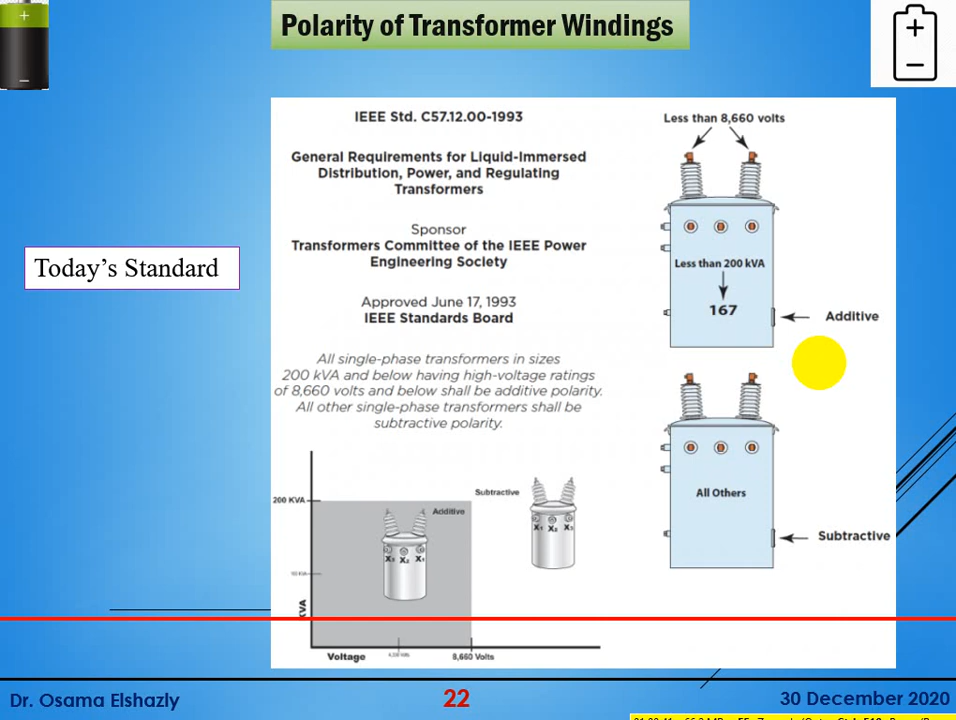 Polarity of Transformer Windings
+
−
+
−
Today's Standard
IEEE Std. C57.12.00-1993
General Requirements for Liquid-Immersed
Distribution, Power, and Regulating
Transformers
Sponsor
Transformers Committee of the IEEE Power
Engineering Society
Approved June 17, 1993
IEEE Standards Board
All single-phase transformers in sizes
200 kVA and below having high-voltage ratings
of 8,660 volts and below shall be additive polarity.
All other single-phase transformers shall be
subtractive polarity.
Less than 8,660 volts
Less than 200 kVA
167
Additive
All Others
Subtractive
200 KVA
Additive
X3 X2 X1
Subtractive
X1 X2 X3
KVA
Voltage
8,660 Volts
Dr. Osama Elshazly
22
30 December 2020